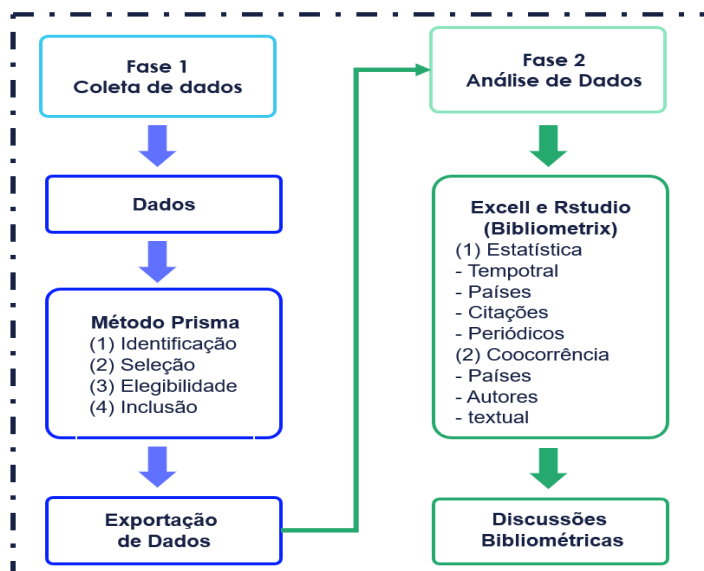 Fase 1
Coleta de dados
Dados
Método Prisma
(1) Identificação
(2) Seleção
(3) Elegibilidade
(4) Inclusão
Exportação
de Dados
Fase 2
Análise de Dados
Excell e Rstudio
(Bibliometrix)
(1) Estatística
- Tempotral
- Países
- Citações
- Periódicos
(2) Coocorrência
- Países
- Autores
- textual
Discussões
Bibliométricas